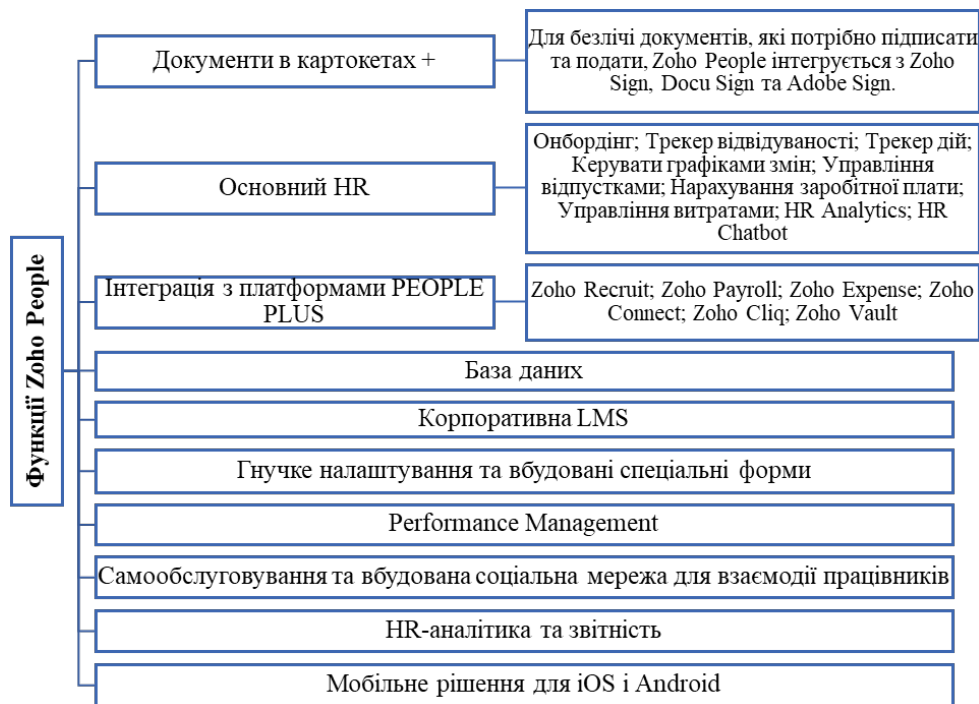 Функції Zoho People
Документи в картокетах +
Для безлічі документів, які потрібно підписати
та подати, Zoho People інтегрується з Zoho
Sign, Docu Sign та Adobe Sign.
Основний HR
Онбордінг; Трекер відвідуваності; Трекер дій;
Керувати графіками змін; Управління
відпустками; Нарахування заробітної плати;
Управління витратами; HR Analytics; HR
Chatbot
Інтеграція з платформами PEOPLE
PLUS
Zoho Recruit; Zoho Payroll; Zoho Expense; Zoho
Connect; Zoho Cliq; Zoho Vault
База даних
Корпоративна LMS
Гнучке налаштування та вбудовані спеціальні форми
Performance Management
Самообслуговування та вбудована соціальна мережа для взаємодії працівників
HR-аналітика та звітність
Мобільне рішення для iOS і Android